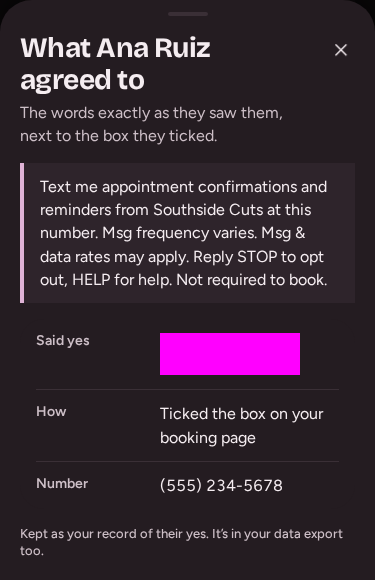 What Ana Ruiz
agreed to
The words exactly as they saw them,
next to the box they ticked.
Text me appointment confirmations and
reminders from Southside Cuts at this
number. Msg frequency varies. Msg &
data rates may apply. Reply STOP to opt
out, HELP for help. Not required to book.
Said yes
How
Ticked the box on your
booking page
Number
(555) 234-5678
Kept as your record of their yes. It’s in your data export
too.